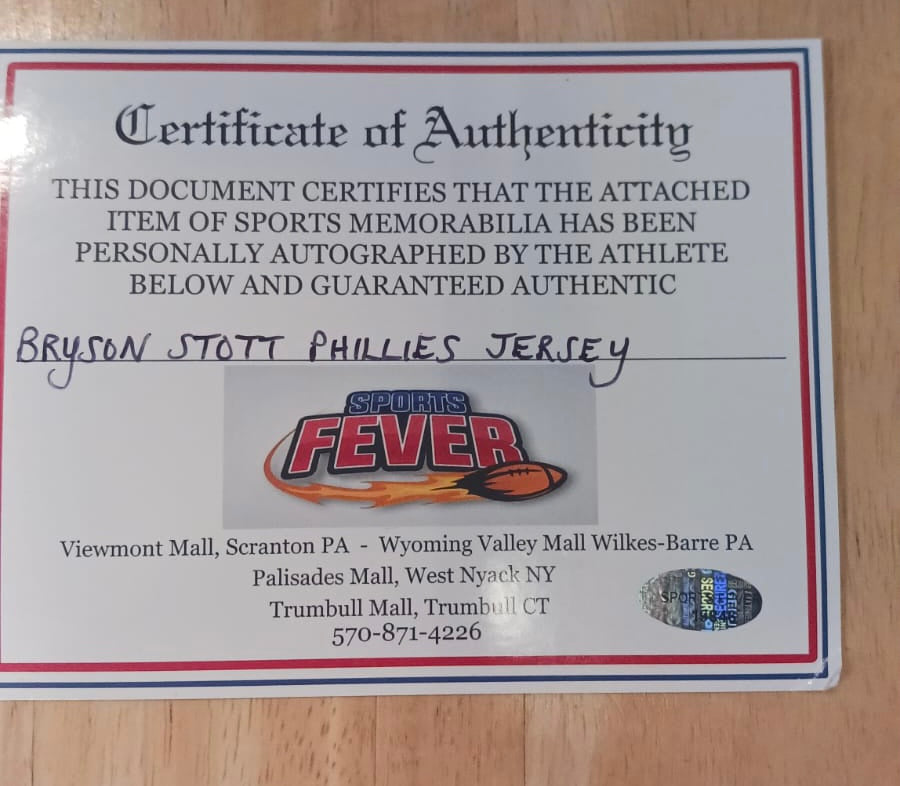 Certificate of Authenticity
THIS DOCUMENT CERTIFIES THAT THE ATTACHED
ITEM OF SPORTS MEMORABILIA HAS BEEN
PERSONALLY AUTOGRAPHED BY THE ATHLETE
BELOW AND GUARANTEED AUTHENTIC
BRYSON STOTT PHILLIES JERSEY
SPORTS
FEVER
Viewmont Mall, Scranton PA - Wyoming Valley Mall Wilkes-Barre PA
Palisades Mall, West Nyack NY
Trumbull Mall, Trumbull CT
570-871-4226
SECURE